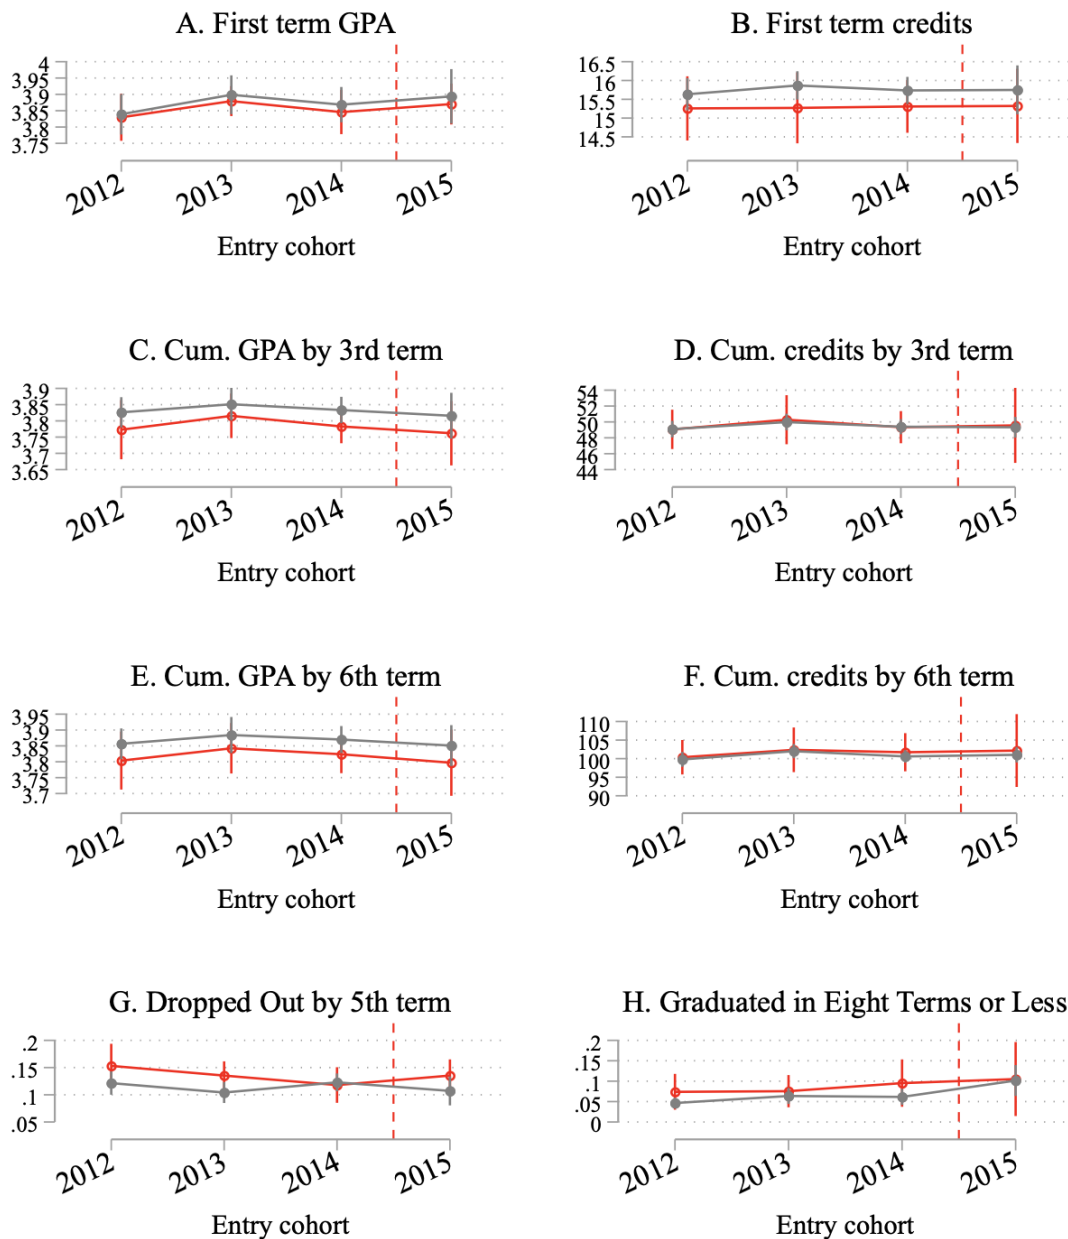 A. First term GPA
4
3.95
3.9
3.85
3.8
3.75
2012 2013 2014 2015
Entry cohort
B. First term credits
16.5
16
15.5
15
14.5
2012 2013 2014 2015
Entry cohort
C. Cum. GPA by 3rd term
3.9
3.85
3.8
3.75
3.7
3.65
2012 2013 2014 2015
Entry cohort
D. Cum. credits by 3rd term
54
52
50
48
46
44
2012 2013 2014 2015
Entry cohort
E. Cum. GPA by 6th term
3.95
3.9
3.85
3.8
3.75
3.7
2012 2013 2014 2015
Entry cohort
F. Cum. credits by 6th term
110
105
100
95
90
2012 2013 2014 2015
Entry cohort
G. Dropped Out by 5th term
.2
.15
.1
.05
2012 2013 2014 2015
Entry cohort
H. Graduated in Eight Terms or Less
.2
.15
.1
.05
0
2012 2013 2014 2015
Entry cohort